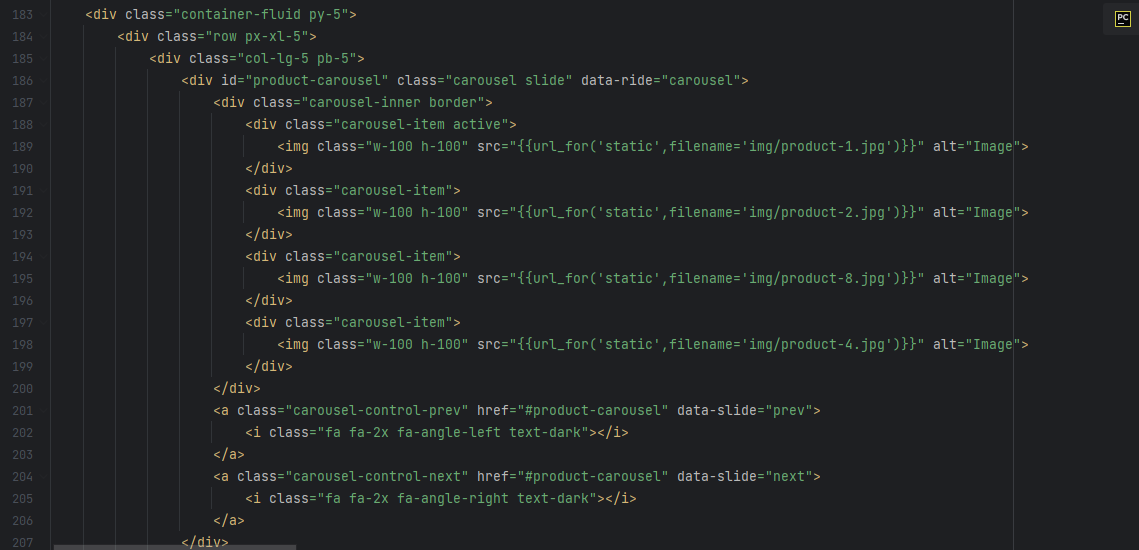 183 <div class="container-fluid py-5">
184 <div class="row px-xl-5">
185 <div class="col-lg-5 pb-5">
186 <div id="product-carousel" class="carousel slide" data-ride="carousel">
187 <div class="carousel-inner border">
188 <div class="carousel-item active">
189 <img class="w-100 h-100" src="{{url_for('static',filename='img/product-1.jpg')}}" alt="Image">
190 </div>
191 <div class="carousel-item">
192 <img class="w-100 h-100" src="{{url_for('static',filename='img/product-2.jpg')}}" alt="Image">
193 </div>
194 <div class="carousel-item">
195 <img class="w-100 h-100" src="{{url_for('static',filename='img/product-8.jpg')}}" alt="Image">
196 </div>
197 <div class="carousel-item">
198 <img class="w-100 h-100" src="{{url_for('static',filename='img/product-4.jpg')}}" alt="Image">
199 </div>
200 </div>
201 <a class="carousel-control-prev" href="#product-carousel" data-slide="prev">
202 <i class="fa fa-2x fa-angle-left text-dark"></i>
203 </a>
204 <a class="carousel-control-next" href="#product-carousel" data-slide="next">
205 <i class="fa fa-2x fa-angle-right text-dark"></i>
206 </a>
207 </div>
PC